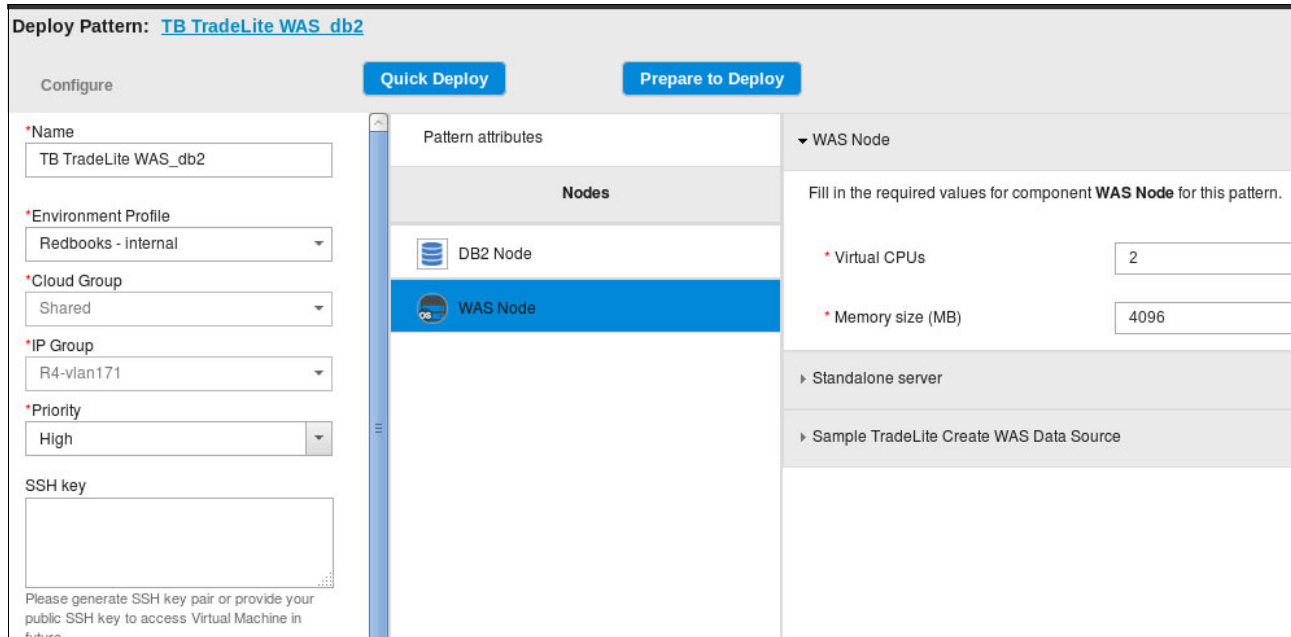 Deploy Pattern: TB TradeLite WAS_db2
Configure
Quick Deploy
Prepare to Deploy
*Name
TB TradeLite WAS_db2
*Environment Profile
Redbooks - internal
*Cloud Group
Shared
*IP Group
R4-vlan171
*Priority
High
SSH key
Please generate SSH key pair or provide your
public SSH key to access Virtual Machine in
future
Pattern attributes
Nodes
DB2 Node
OS
WAS Node
WAS Node
Fill in the required values for component WAS Node for this pattern.
* Virtual CPUs
2
* Memory size (MB)
4096
Standalone server
Sample TradeLite Create WAS Data Source